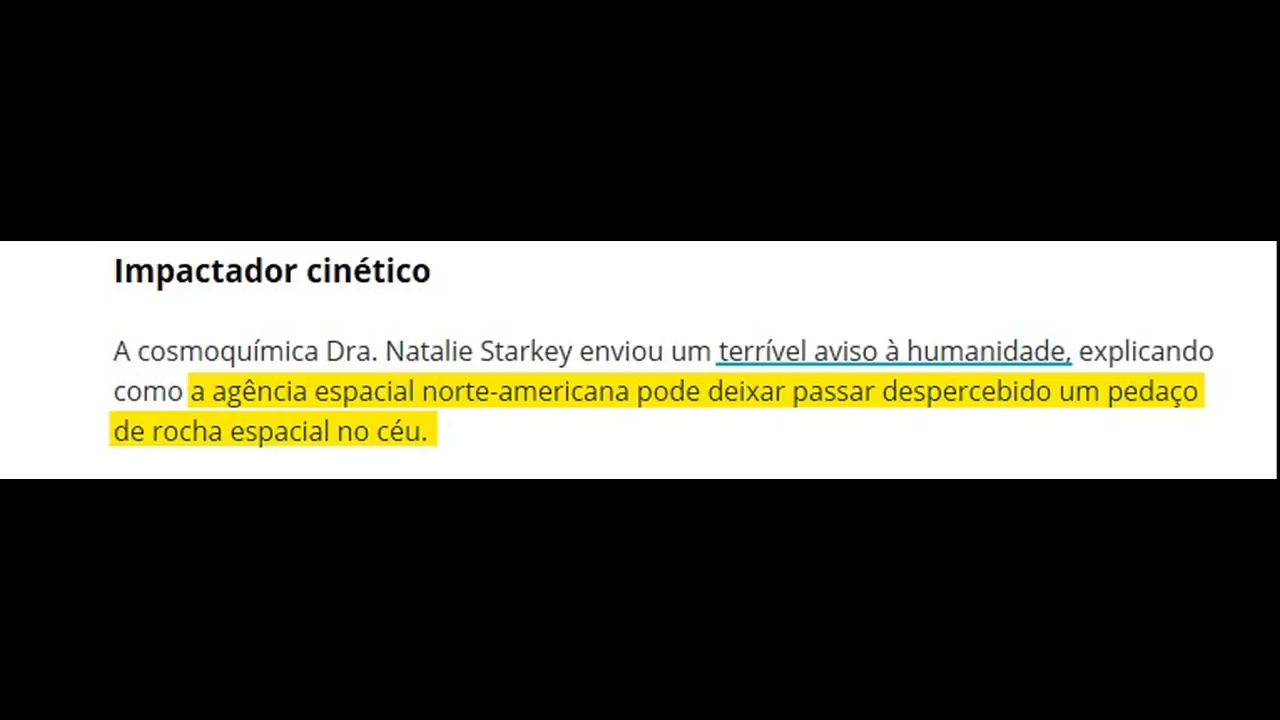 Impactador cinético
A cosmoquímica Dra. Natalie Starkey enviou um terrível aviso à humanidade, explicando
como a agência espacial norte-americana pode deixar passar despercebido um pedaço
de rocha espacial no céu.